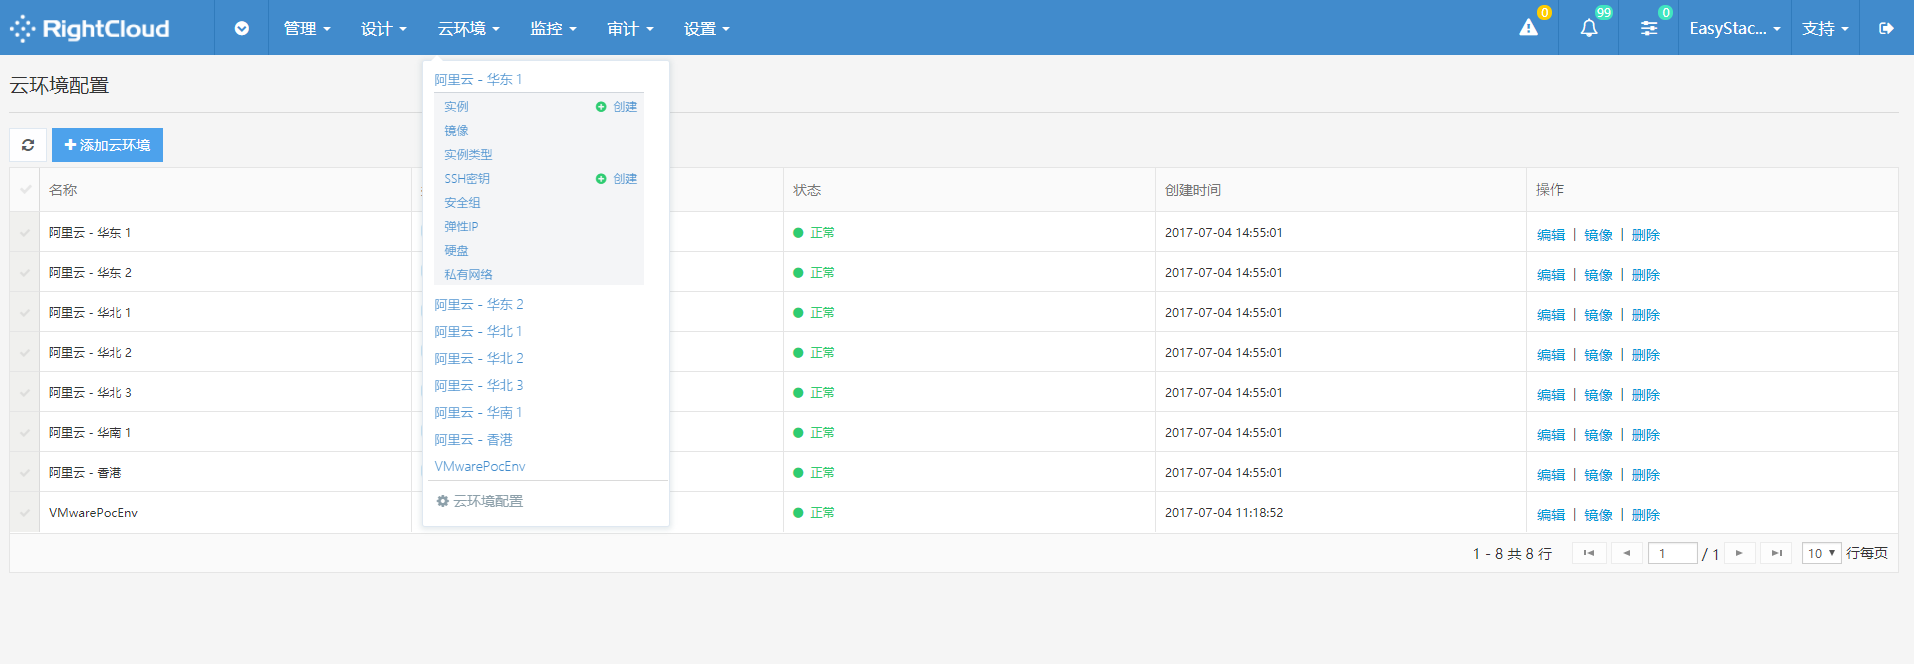 RightCloud 管理 设计 云环境 监控 审计 设置 0 99 0 EasyStac... 支持
云环境配置
添加云环境
阿里云 - 华东 1
实例 创建
镜像
实例类型
SSH密钥 创建
安全组
弹性IP
硬盘
私有网络
阿里云 - 华东 2
阿里云 - 华北 1
阿里云 - 华北 2
阿里云 - 华北 3
阿里云 - 华南 1
阿里云 - 香港
VMwarePocEnv
云环境配置
名称 状态 创建时间 操作
阿里云 - 华东 1 正常 2017-07-04 14:55:01 编辑 | 镜像 | 删除
阿里云 - 华东 2 正常 2017-07-04 14:55:01 编辑 | 镜像 | 删除
阿里云 - 华北 1 正常 2017-07-04 14:55:01 编辑 | 镜像 | 删除
阿里云 - 华北 2 正常 2017-07-04 14:55:01 编辑 | 镜像 | 删除
阿里云 - 华北 3 正常 2017-07-04 14:55:01 编辑 | 镜像 | 删除
阿里云 - 华南 1 正常 2017-07-04 14:55:01 编辑 | 镜像 | 删除
阿里云 - 香港 正常 2017-07-04 14:55:01 编辑 | 镜像 | 删除
VMwarePocEnv 正常 2017-07-04 11:18:52 编辑 | 镜像 | 删除
1 - 8 共 8 行 1 / 1 10 行每页